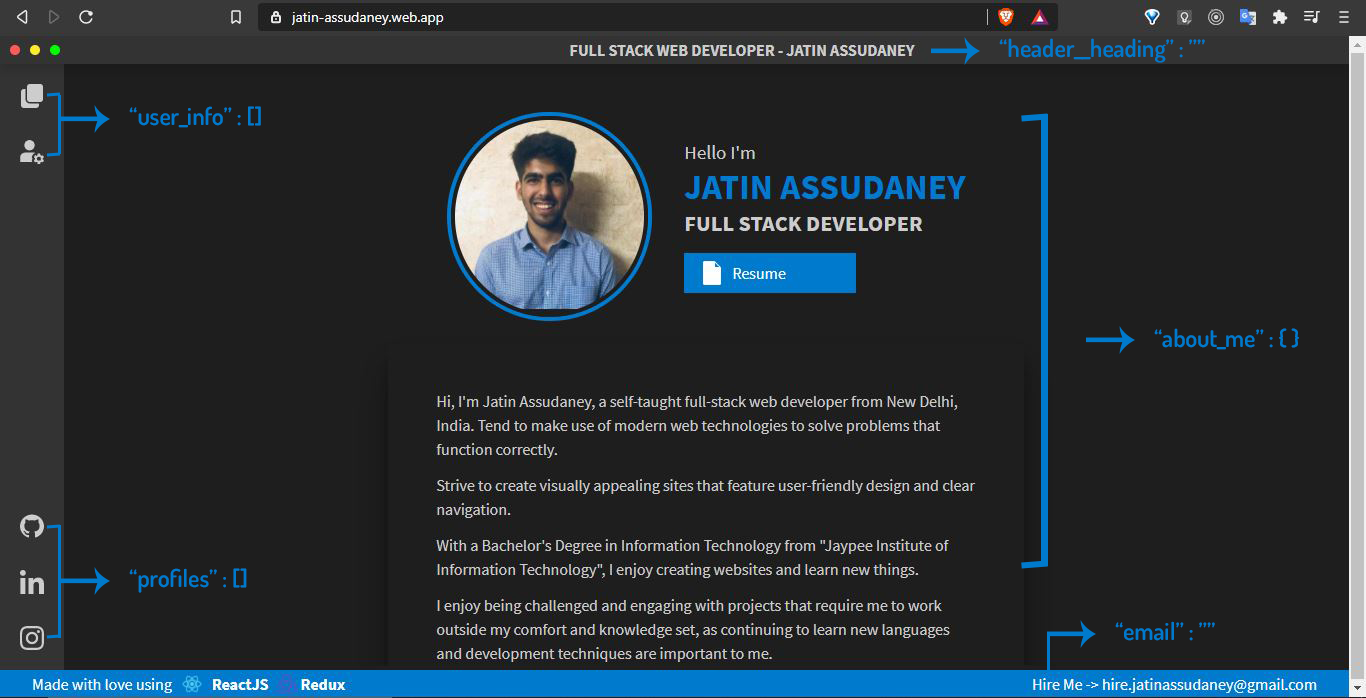 jatin-assudaney.web.app
FULL STACK WEB DEVELOPER - JATIN ASSUDANEY
"header_heading" : ""
"user_info" : []
Hello I'm
JATIN ASSUDANEY
FULL STACK DEVELOPER
Resume
"about_me" : { }
Hi, I'm Jatin Assudaney, a self-taught full-stack web developer from New Delhi,
India. Tend to make use of modern web technologies to solve problems that
function correctly.
Strive to create visually appealing sites that feature user-friendly design and clear
navigation.
With a Bachelor's Degree in Information Technology from "Jaypee Institute of
Information Technology", I enjoy creating websites and learn new things.
I enjoy being challenged and engaging with projects that require me to work
outside my comfort and knowledge set, as continuing to learn new languages
and development techniques are important to me.
"profiles" : []
"email" : ""
Made with love using ReactJS Redux
Hire Me -> hire.jatinassudaney@gmail.com